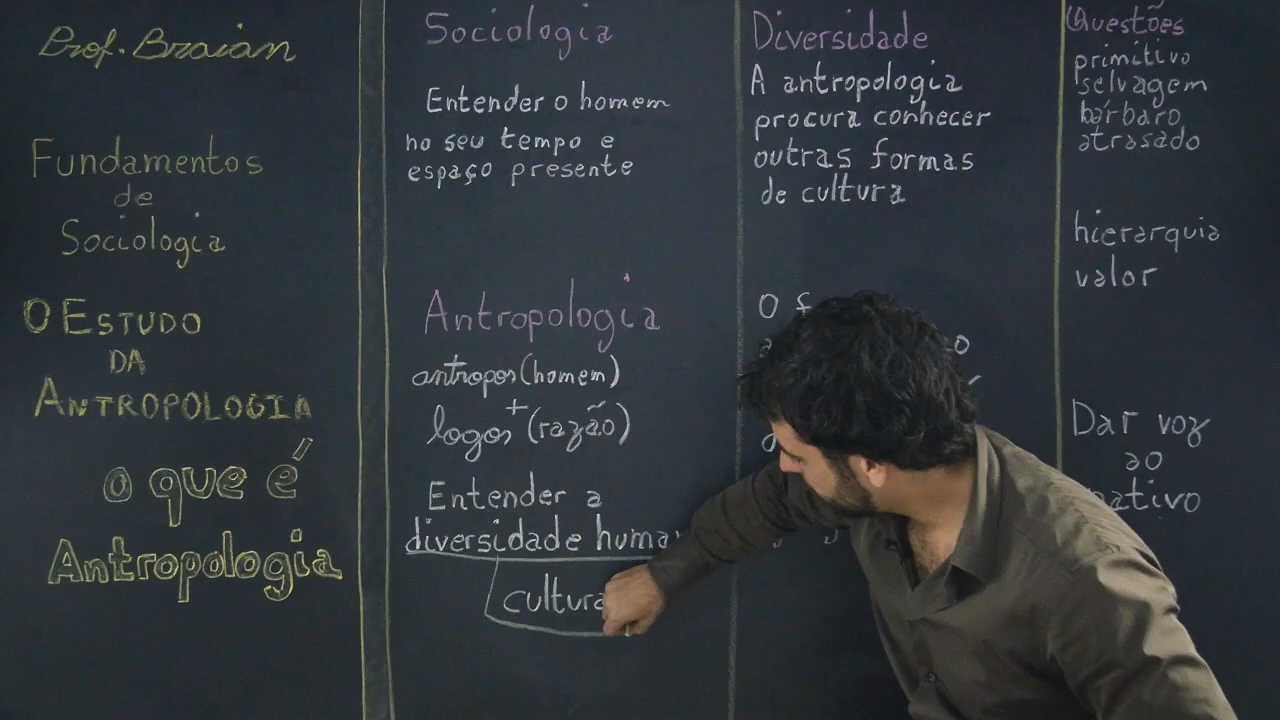 Prof. Braian
Fundamentos
de
Sociologia
O ESTUDO
DA
ANTROPOLOGIA
o que é
Antropologia
Sociologia
Entender o homem
no seu tempo e
espaço presente
Antropologia
antropos (homem)
+
logos (razão)
Entender a
diversidade
cultura
Diversidade
A antropologia
procura conhecer
outras formas
de cultura
O
Questões
primitivo
selvagem
bárbaro
atrasado
hierarquia
valor
Dar voz
ao
nativo